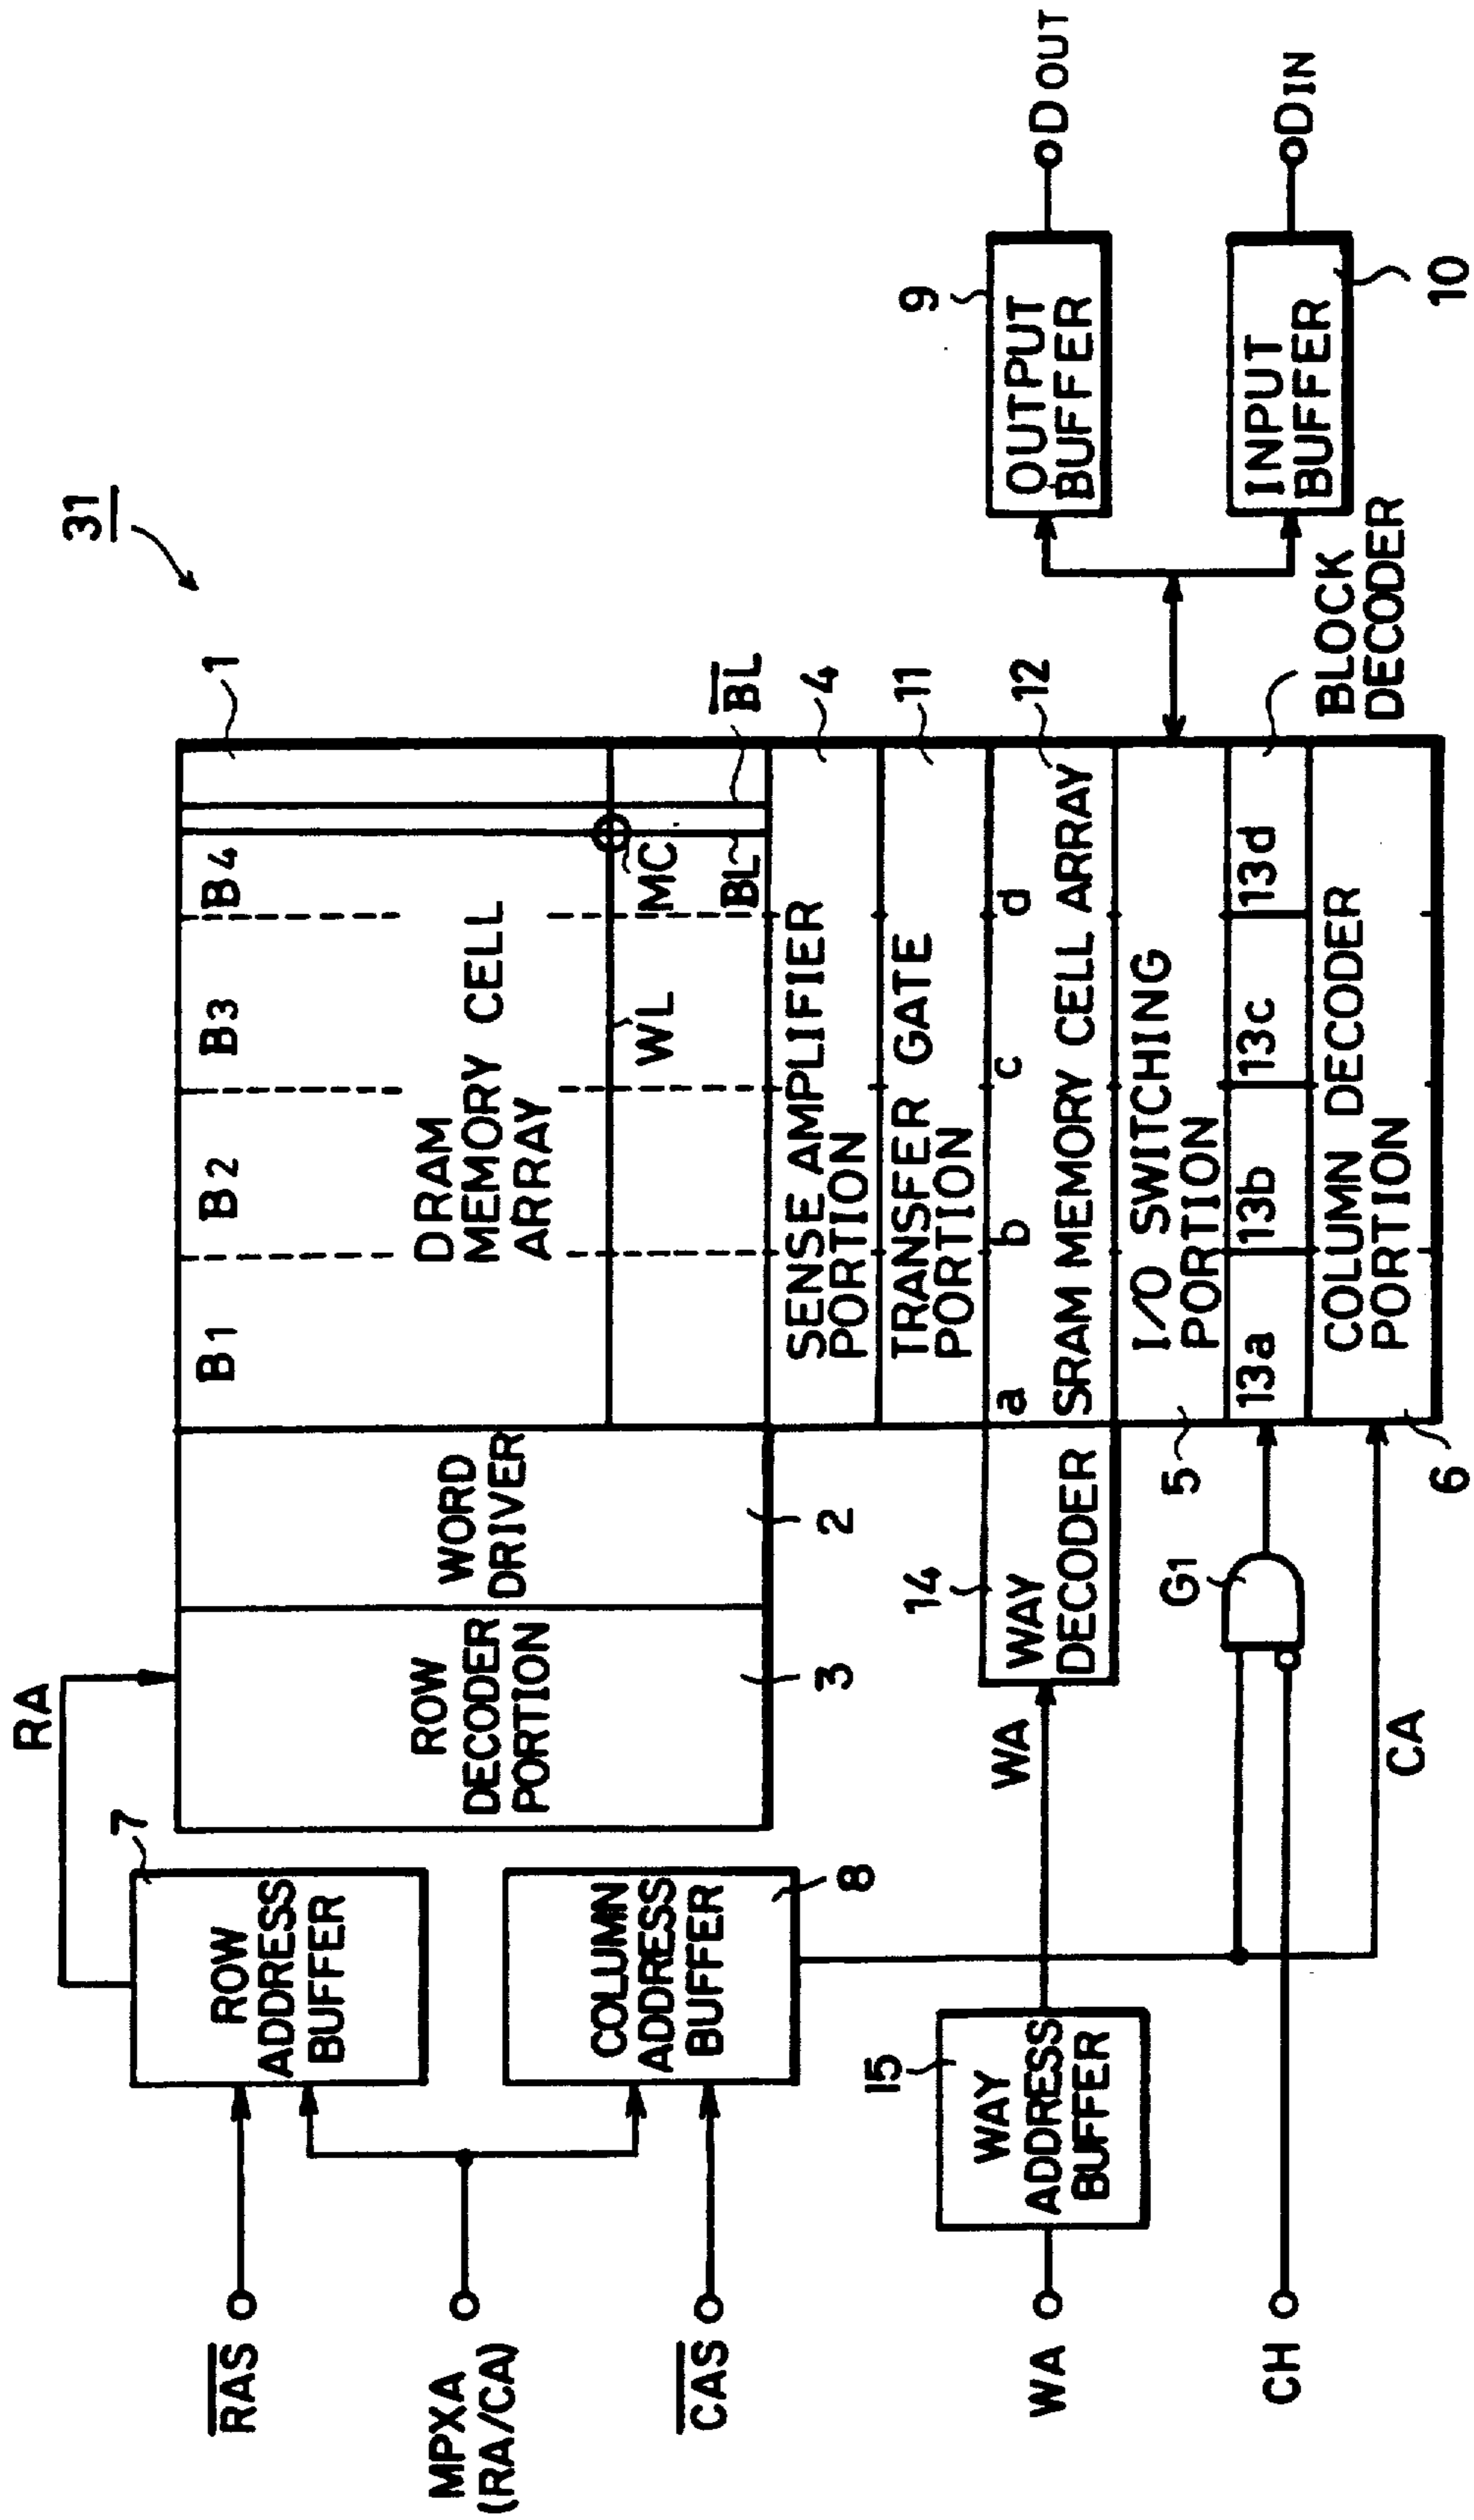 31
RA
7
ROW
ADDRESS
BUFFER
R̅A̅S̅
MPXA
(RA/CA)
C̅A̅S̅
COLUMN
ADDRESS
BUFFER
8
ROW
DECODER
PORTION
3
WORD
DRIVER
2
B1
B2
B3
B4
1
DRAM
MEMORY CELL
ARRAY
WL
MC
BL
B̅L̅
SENSE AMPLIFIER
PORTION
4
TRANSFER GATE
PORTION
11
a
b
c
d
12
SRAM MEMORY CELL ARRAY
I/O SWITCHING
PORTION
5
13a
13b
13c
13d
BLOCK
DECODER
COLUMN DECODER
PORTION
6
14
WAY
DECODER
WA
15
WAY
ADDRESS
BUFFER
WA
G1
CH
CA
9
OUTPUT
BUFFER
DOUT
INPUT
BUFFER
10
DIN